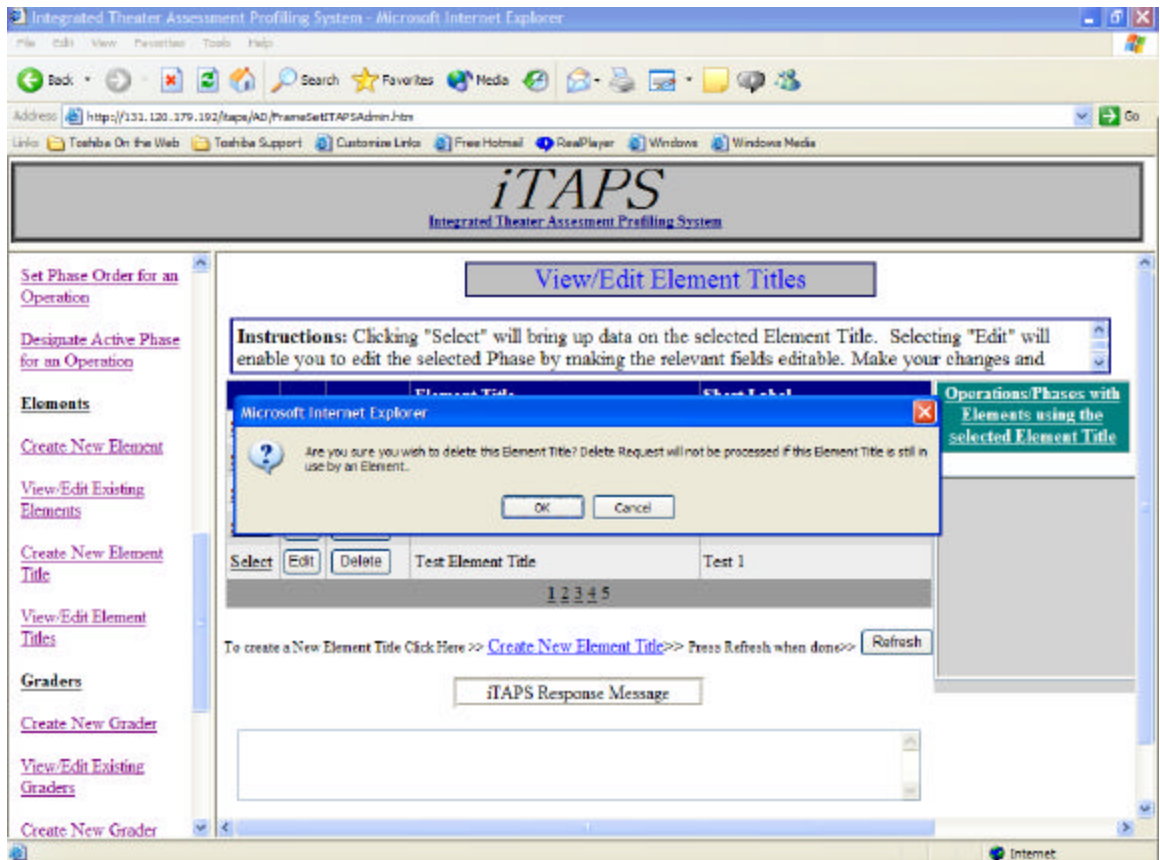 Integrated Theater Assessment Profiling System - Microsoft Internet Explorer
File Edit View Favorites Tools Help
Back Search Favorites Media
Address http://131.120.179.192/itaps/AD/FrameSetITAPSAdmin.htm Go
Links Toshiba On the Web Toshiba Support Customize Links Free Hotmail RealPlayer Windows Windows Media
iTAPS
Integrated Theater Assesment Profiling System
Set Phase Order for an
Operation
Designate Active Phase
for an Operation
Elements
Create New Element
View/Edit Existing
Elements
Create New Element
Title
View/Edit Element
Titles
Graders
Create New Grader
View/Edit Existing
Graders
Create New Grader
View/Edit Element Titles
Instructions: Clicking "Select" will bring up data on the selected Element Title. Selecting "Edit" will
enable you to edit the selected Phase by making the relevant fields editable. Make your changes and
Element Title Short Label
Operations/Phases with
Elements using the
selected Element Title
Microsoft Internet Explorer
Are you sure you wish to delete this Element Title? Delete Request will not be processed if this Element Title is still in
use by an Element..
OK Cancel
Select Edit Delete Test Element Title Test 1
1 2 3 4 5
To create a New Element Title Click Here >> Create New Element Title>> Press Refresh when done>> Refresh
iTAPS Response Message
Internet